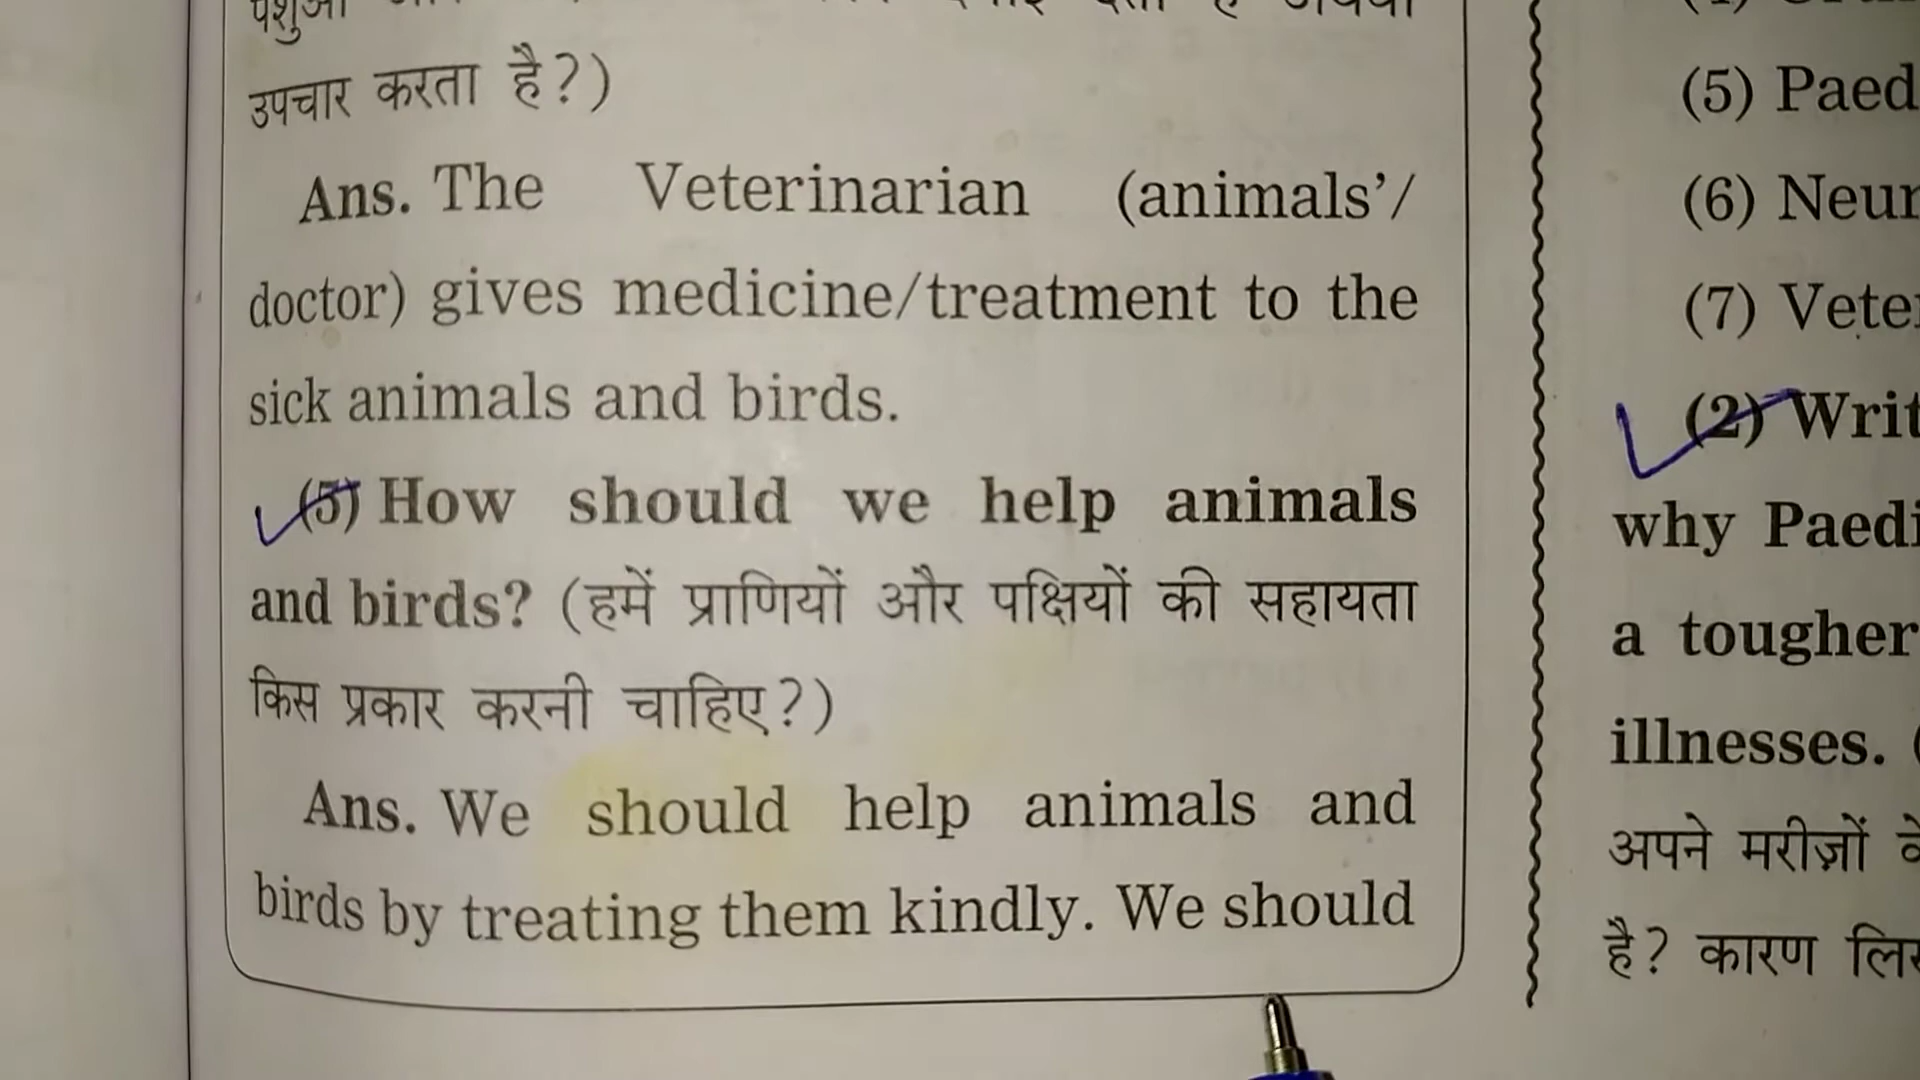 उपचार करता है?)
Ans. The Veterinarian (animals’/
doctor) gives medicine/treatment to the
sick animals and birds.
(5) How should we help animals
and birds? (हमें प्राणियों और पक्षियों की सहायता
किस प्रकार करनी चाहिए?)
Ans. We should help animals and
birds by treating them kindly. We should
(5) Paed
(6) Neur
(7) Veter
(2) Writ
why Paedi
a tougher
illnesses. (
अपने मरीज़ों के
है? कारण लि